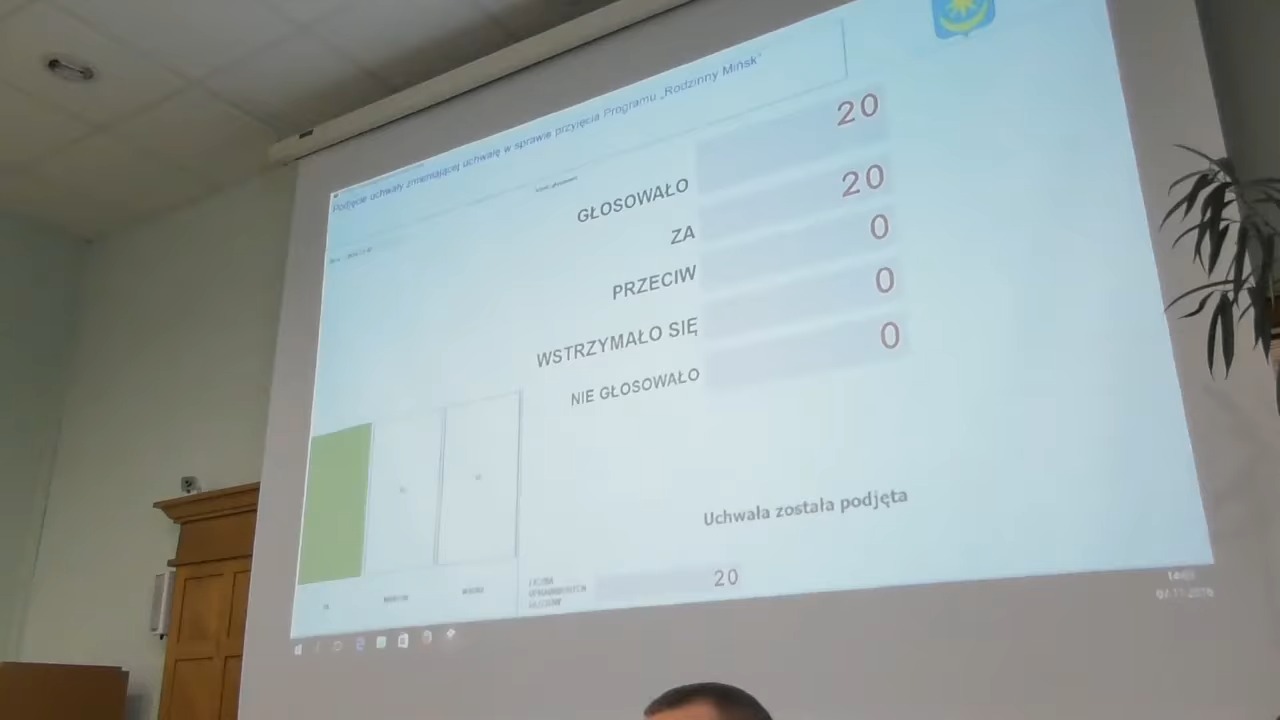 Podjęcie uchwały zmieniającej uchwałę w sprawie przyjęcia Programu „Rodzinny Mińsk"
GŁOSOWAŁO 20
ZA 20
PRZECIW 0
WSTRZYMAŁO SIĘ 0
NIE GŁOSOWAŁO 0
Uchwała została podjęta
20